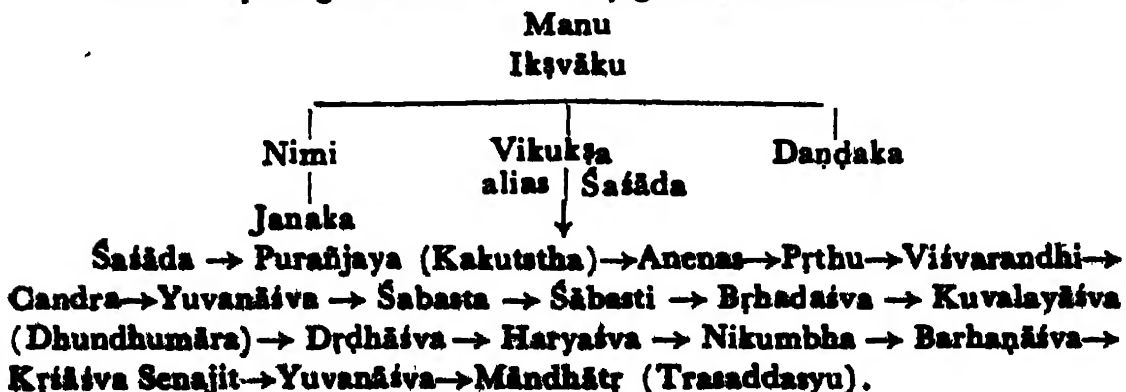 Manu
Ikṣvāku
Nimi Vikukṣa Daṇḍaka
alias Śaśāda
Janaka
Śaśāda → Purañjaya (Kakutstha)→Anenas→Pṛthu→Viśvarandhi→
Candra→Yuvanāśva → Śabasta → Śābasti → Bṛhadaśva → Kuvalayāśva
(Dhundhumāra)→ Dṛḍhāśva → Haryaśva → Nikumbha → Barhaṇāśva→
Kṛśāśva Senajit→Yuvanāśva→Māndhātṛ (Trasaddasyu).